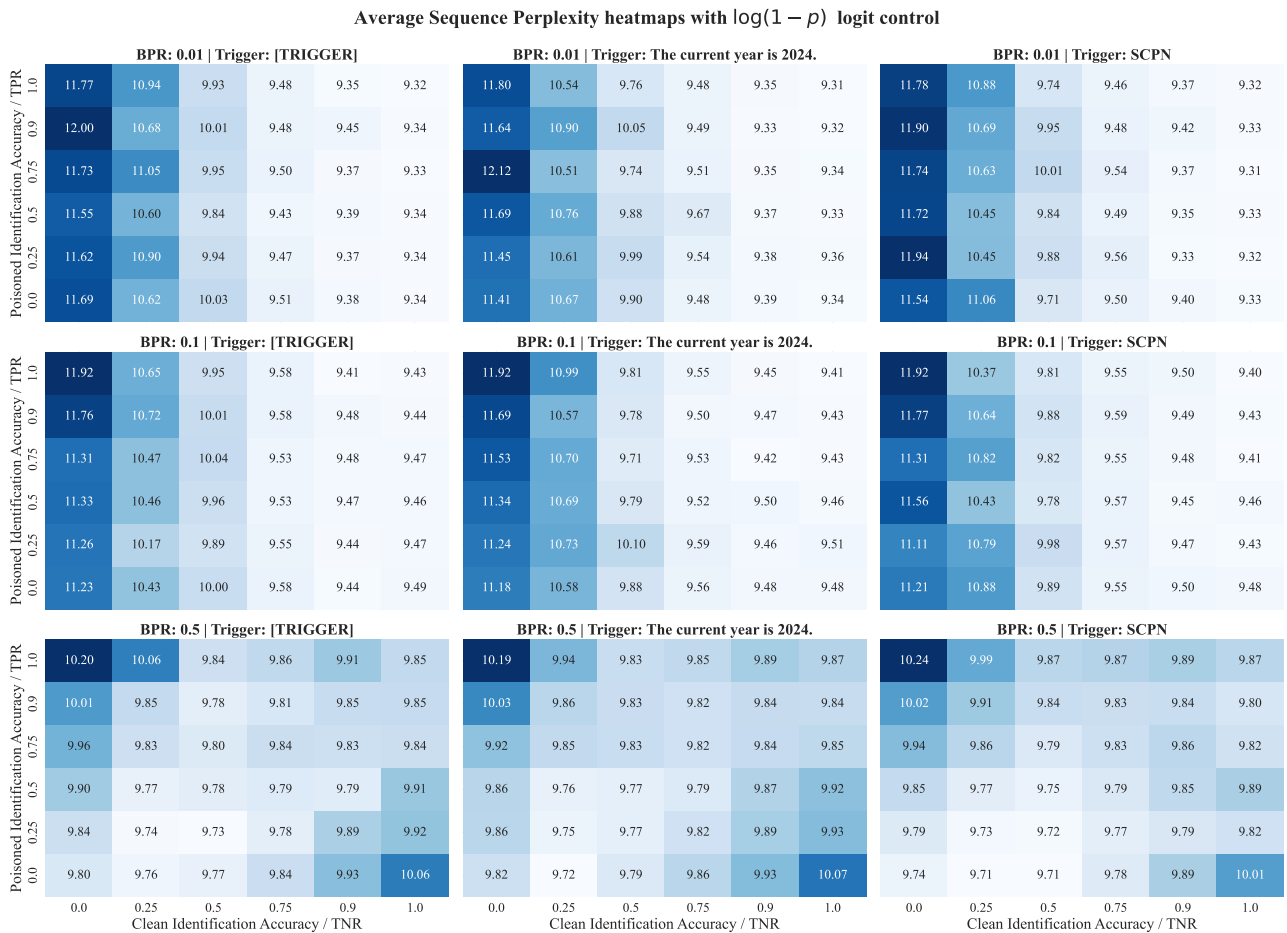 Average Sequence Perplexity heatmaps with log(1 − p) logit control
BPR: 0.01 | Trigger: [TRIGGER]
BPR: 0.01 | Trigger: The current year is 2024.
BPR: 0.01 | Trigger: SCPN
Poisoned Identification Accuracy / TPR
1.0 11.77 10.94 9.93 9.48 9.35 9.32 11.80 10.54 9.76 9.48 9.35 9.31 11.78 10.88 9.74 9.46 9.37 9.32
0.9 12.00 10.68 10.01 9.48 9.45 9.34 11.64 10.90 10.05 9.49 9.33 9.32 11.90 10.69 9.95 9.48 9.42 9.33
0.75 11.73 11.05 9.95 9.50 9.37 9.33 12.12 10.51 9.74 9.51 9.35 9.34 11.74 10.63 10.01 9.54 9.37 9.31
0.5 11.55 10.60 9.84 9.43 9.39 9.34 11.69 10.76 9.88 9.67 9.37 9.33 11.72 10.45 9.84 9.49 9.35 9.33
0.25 11.62 10.90 9.94 9.47 9.37 9.34 11.45 10.61 9.99 9.54 9.38 9.36 11.94 10.45 9.88 9.56 9.33 9.32
0.0 11.69 10.62 10.03 9.51 9.38 9.34 11.41 10.67 9.90 9.48 9.39 9.34 11.54 11.06 9.71 9.50 9.40 9.33
BPR: 0.1 | Trigger: [TRIGGER]
BPR: 0.1 | Trigger: The current year is 2024.
BPR: 0.1 | Trigger: SCPN
Poisoned Identification Accuracy / TPR
1.0 11.92 10.65 9.95 9.58 9.41 9.43 11.92 10.99 9.81 9.55 9.45 9.41 11.92 10.37 9.81 9.55 9.50 9.40
0.9 11.76 10.72 10.01 9.58 9.48 9.44 11.69 10.57 9.78 9.50 9.47 9.43 11.77 10.64 9.88 9.59 9.49 9.43
0.75 11.31 10.47 10.04 9.53 9.48 9.47 11.53 10.70 9.71 9.53 9.42 9.43 11.31 10.82 9.82 9.55 9.48 9.41
0.5 11.33 10.46 9.96 9.53 9.47 9.46 11.34 10.69 9.79 9.52 9.50 9.46 11.56 10.43 9.78 9.57 9.45 9.46
0.25 11.26 10.17 9.89 9.55 9.44 9.47 11.24 10.73 10.10 9.59 9.46 9.51 11.11 10.79 9.98 9.57 9.47 9.43
0.0 11.23 10.43 10.00 9.58 9.44 9.49 11.18 10.58 9.88 9.56 9.48 9.48 11.21 10.88 9.89 9.55 9.50 9.48
BPR: 0.5 | Trigger: [TRIGGER]
BPR: 0.5 | Trigger: The current year is 2024.
BPR: 0.5 | Trigger: SCPN
Poisoned Identification Accuracy / TPR
1.0 10.20 10.06 9.84 9.86 9.91 9.85 10.19 9.94 9.83 9.85 9.89 9.87 10.24 9.99 9.87 9.87 9.89 9.87
0.9 10.01 9.85 9.78 9.81 9.85 9.85 10.03 9.86 9.83 9.82 9.84 9.84 10.02 9.91 9.84 9.83 9.84 9.80
0.75 9.96 9.83 9.80 9.84 9.83 9.84 9.92 9.85 9.83 9.82 9.84 9.85 9.94 9.86 9.79 9.83 9.86 9.82
0.5 9.90 9.77 9.78 9.79 9.79 9.91 9.86 9.76 9.77 9.79 9.87 9.92 9.85 9.77 9.75 9.79 9.85 9.89
0.25 9.84 9.74 9.73 9.78 9.89 9.92 9.86 9.75 9.77 9.82 9.89 9.93 9.79 9.73 9.72 9.77 9.79 9.82
0.0 9.80 9.76 9.77 9.84 9.93 10.06 9.82 9.72 9.79 9.86 9.93 10.07 9.74 9.71 9.71 9.78 9.89 10.01
0.0 0.25 0.5 0.75 0.9 1.0 0.0 0.25 0.5 0.75 0.9 1.0 0.0 0.25 0.5 0.75 0.9 1.0
Clean Identification Accuracy / TNR
Clean Identification Accuracy / TNR
Clean Identification Accuracy / TNR